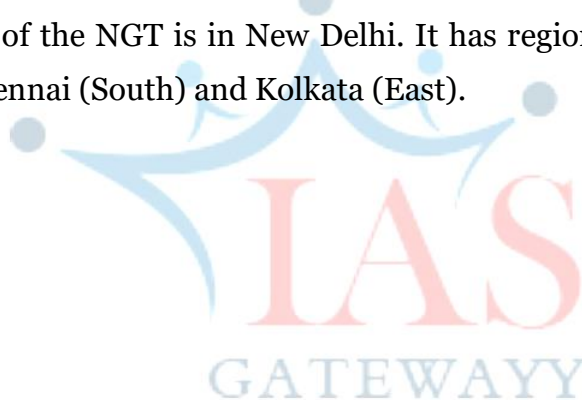 of the NGT is in New Delhi. It has region
ennai (South) and Kolkata (East).
IAS
GATEWAYY